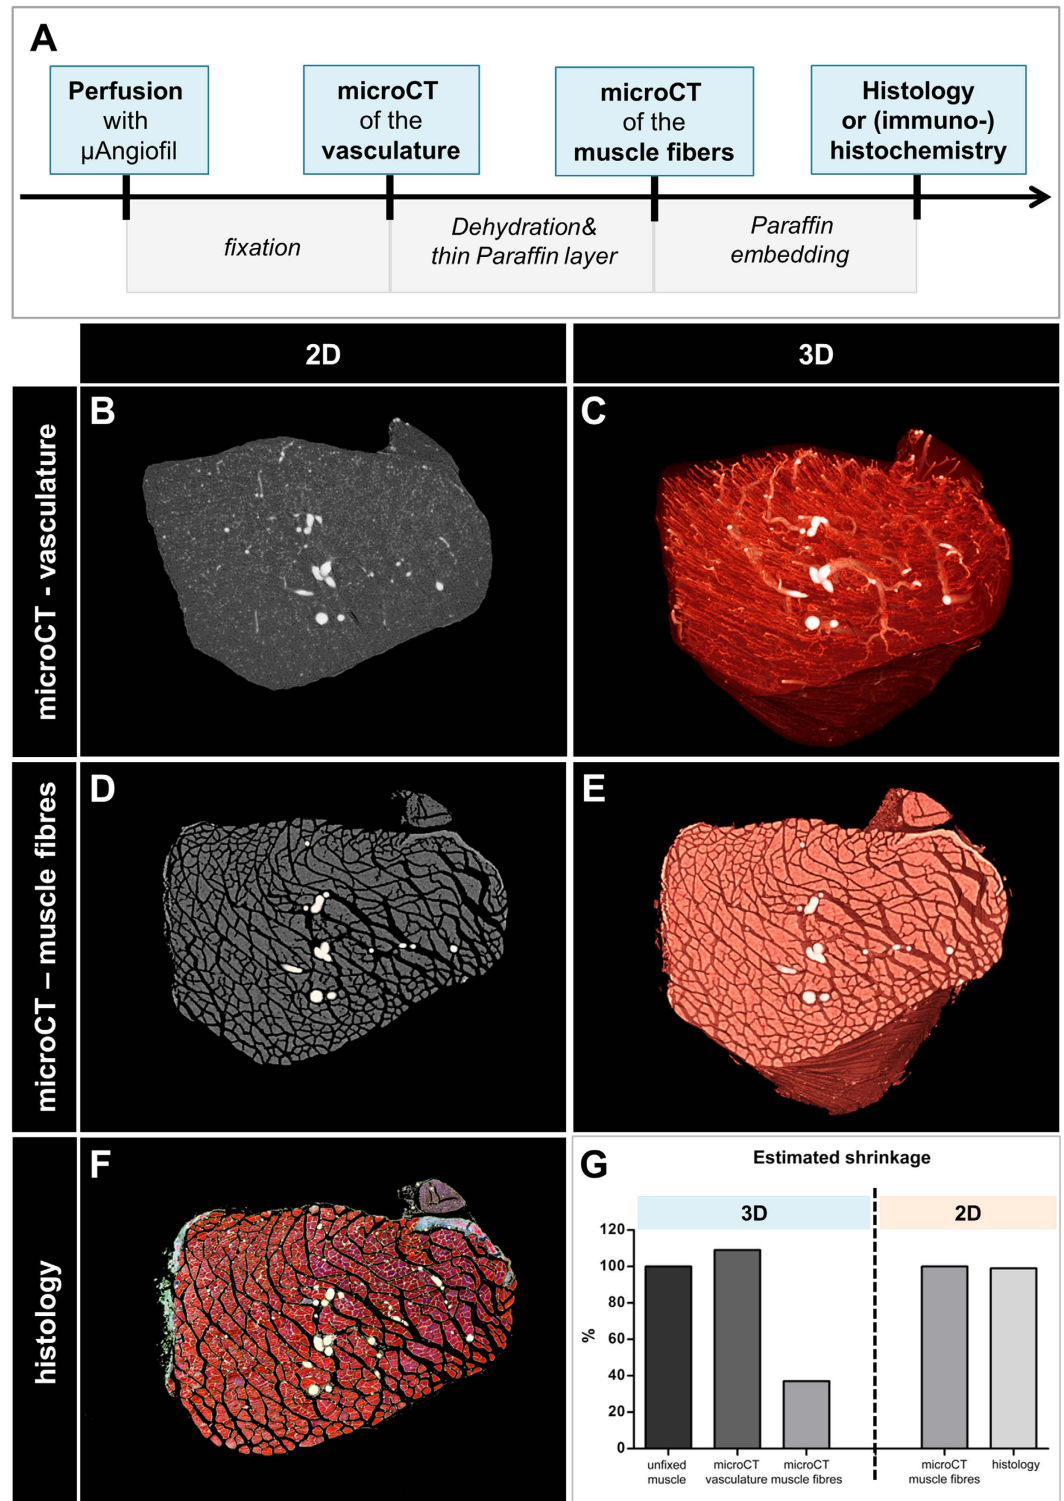 A
Perfusion
with
µAngiofil
microCT
of the
vasculature
microCT
of the
muscle fibers
Histology
or (immuno-)
histochemistry
fixation
Dehydration&
thin Paraffin layer
Paraffin
embedding
2D
3D
microCT - vasculature
B
C
microCT – muscle fibres
D
E
histology
F
G
Estimated shrinkage
3D
2D
%
120
100
80
60
40
20
0
unfixed
muscle
microCT
vasculature
microCT
muscle fibres
microCT
muscle fibres
histology